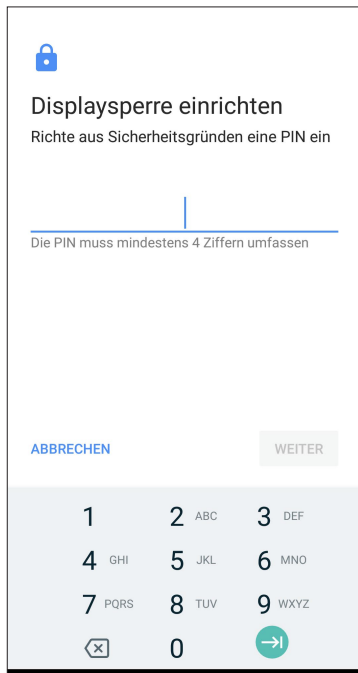 Displaysperre einrichten
Richte aus Sicherheitsgründen eine PIN ein
Die PIN muss mindestens 4 Ziffern umfassen
ABBRECHEN WEITER
1 2 ABC 3 DEF
4 GHI 5 JKL 6 MNO
7 PQRS 8 TUV 9 WXYZ
0